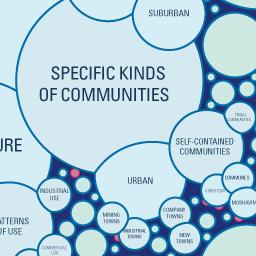 SUBURBAN
SPECIFIC KINDS
OF COMMUNITIES
TRIBAL
COMMUNITIES
URE
SELF-CONTAINED
COMMUNITIES
URBAN
COMMUNES
INDUSTRIAL
USE
MOSHAVIM
MINING
TOWNS
COMPANY
TOWNS
ATTERNS
OF USE
INDUSTRIAL
TOWNS
NEW
TOWNS
COMMERCIAL
USE